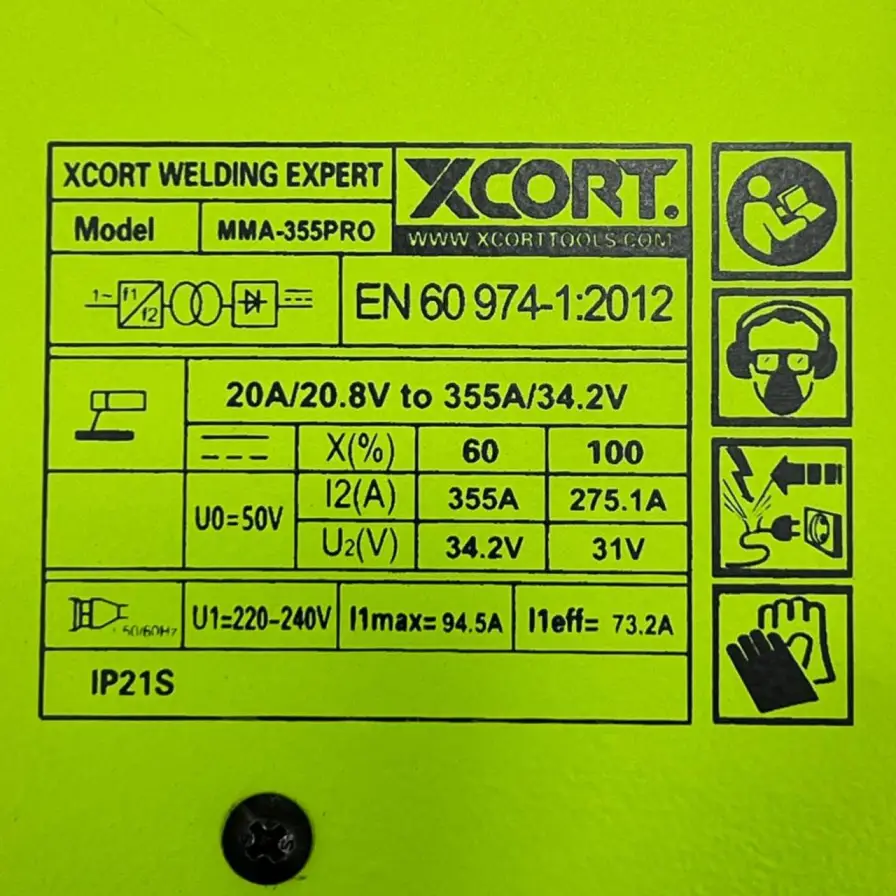 XCORT WELDING EXPERT
XCORT.
WWW.XCORTTOOLS.COM
Model MMA-355PRO
1~ f1 f2
EN 60 974-1:2012
20A/20.8V to 355A/34.2V
X(%) 60 100
U0=50V
I2(A) 355A 275.1A
U2(V) 34.2V 31V
50/60Hz
U1=220-240V I1max= 94.5A I1eff= 73.2A
IP21S